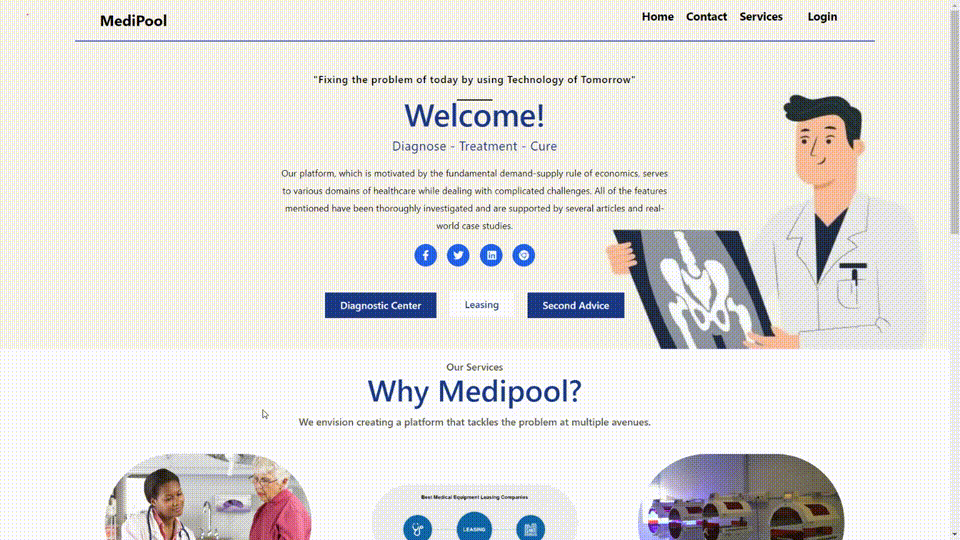 MediPool
Home Contact Services Login
"Fixing the problem of today by using Technology of Tomorrow"
Welcome!
Diagnose - Treatment - Cure
Our platform, which is motivated by the fundamental demand-supply rule of economics, serves
to various domains of healthcare while dealing with complicated challenges. All of the features
mentioned have been thoroughly investigated and are supported by several articles and real-
world case studies.
Diagnostic Center Leasing Second Advice
Our Services
Why Medipool?
We envision creating a platform that tackles the problem at multiple avenues.
Best Medical Equipment Leasing Companies
LEASING